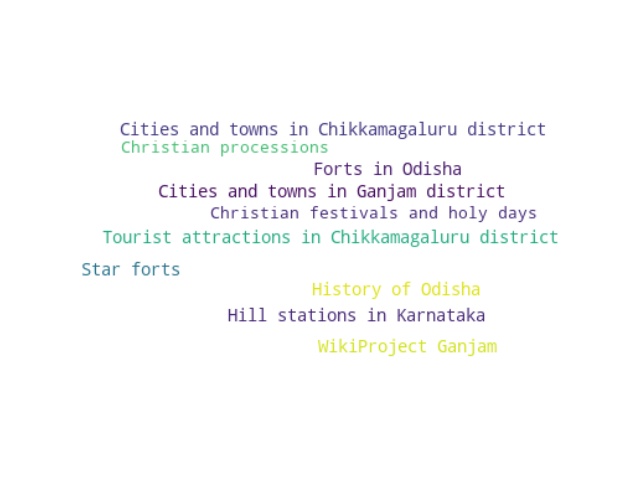 Cities and towns in Chikkamagaluru district
Christian processions
Forts in Odisha
Cities and towns in Ganjam district
Christian festivals and holy days
Tourist attractions in Chikkamagaluru district
Star forts
History of Odisha
Hill stations in Karnataka
WikiProject Ganjam